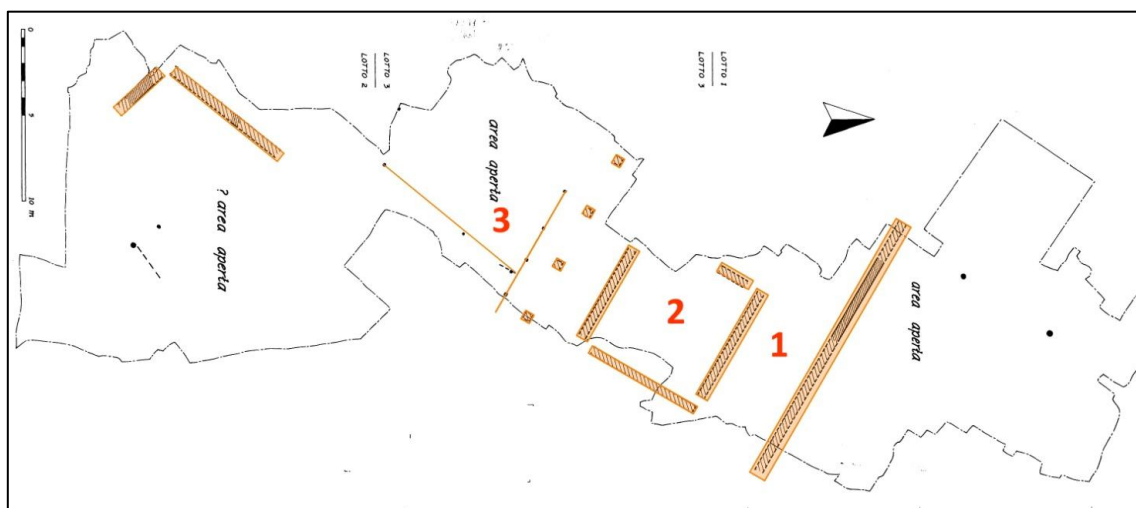 0
5
10 m
LOTTO 3
LOTTO 2
LOTTO 1
LOTTO 3
area aperta
? area aperta
area aperta
3
2
1